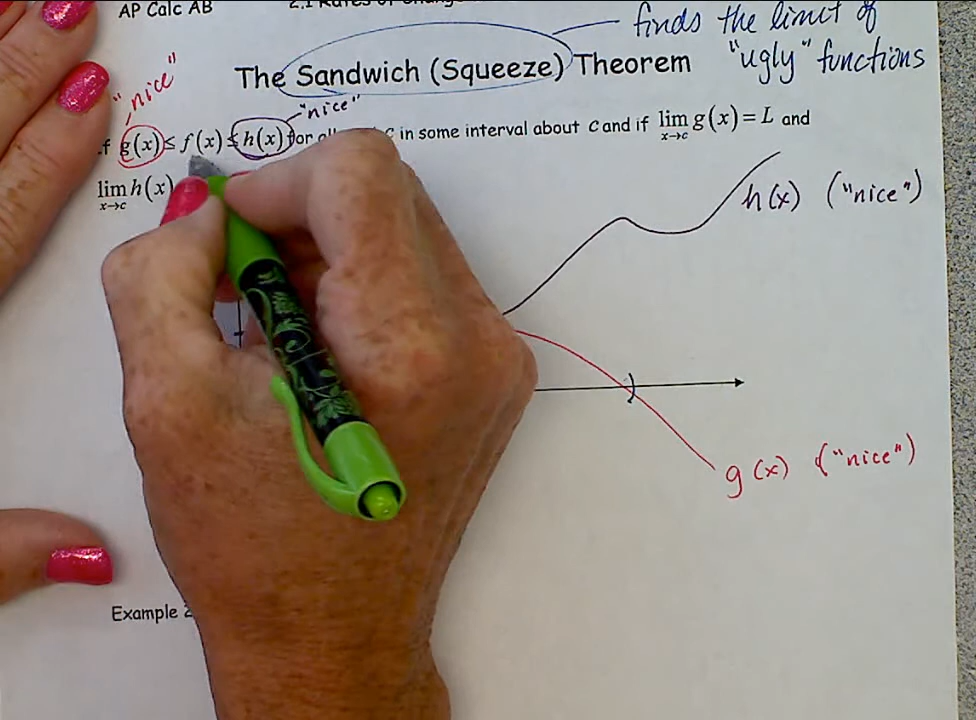 AP Calc AB
finds the limit of
The Sandwich (Squeeze) Theorem "ugly" functions
"nice" "nice"
g(x) ≤ f(x) ≤ h(x) for c in some interval about c and if lim x→c g(x) = L and
lim x→c h(x)
h(x) ("nice")
g(x) ("nice")
Example